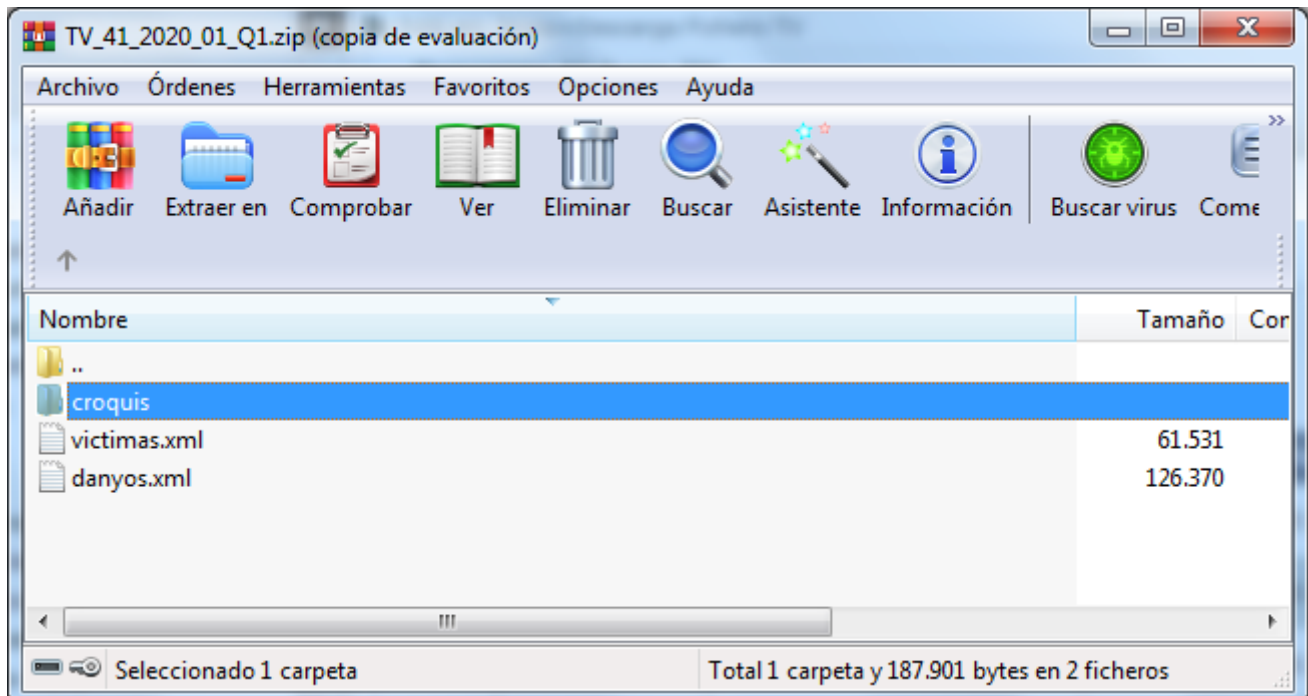 TV_41_2020_01_Q1.zip (copia de evaluación)
Archivo Órdenes Herramientas Favoritos Opciones Ayuda
Añadir Extraer en Comprobar Ver Eliminar Buscar Asistente Información Buscar virus Come
Nombre Tamaño Cor
..
croquis
victimas.xml 61.531
danyos.xml 126.370
Seleccionado 1 carpeta Total 1 carpeta y 187.901 bytes en 2 ficheros